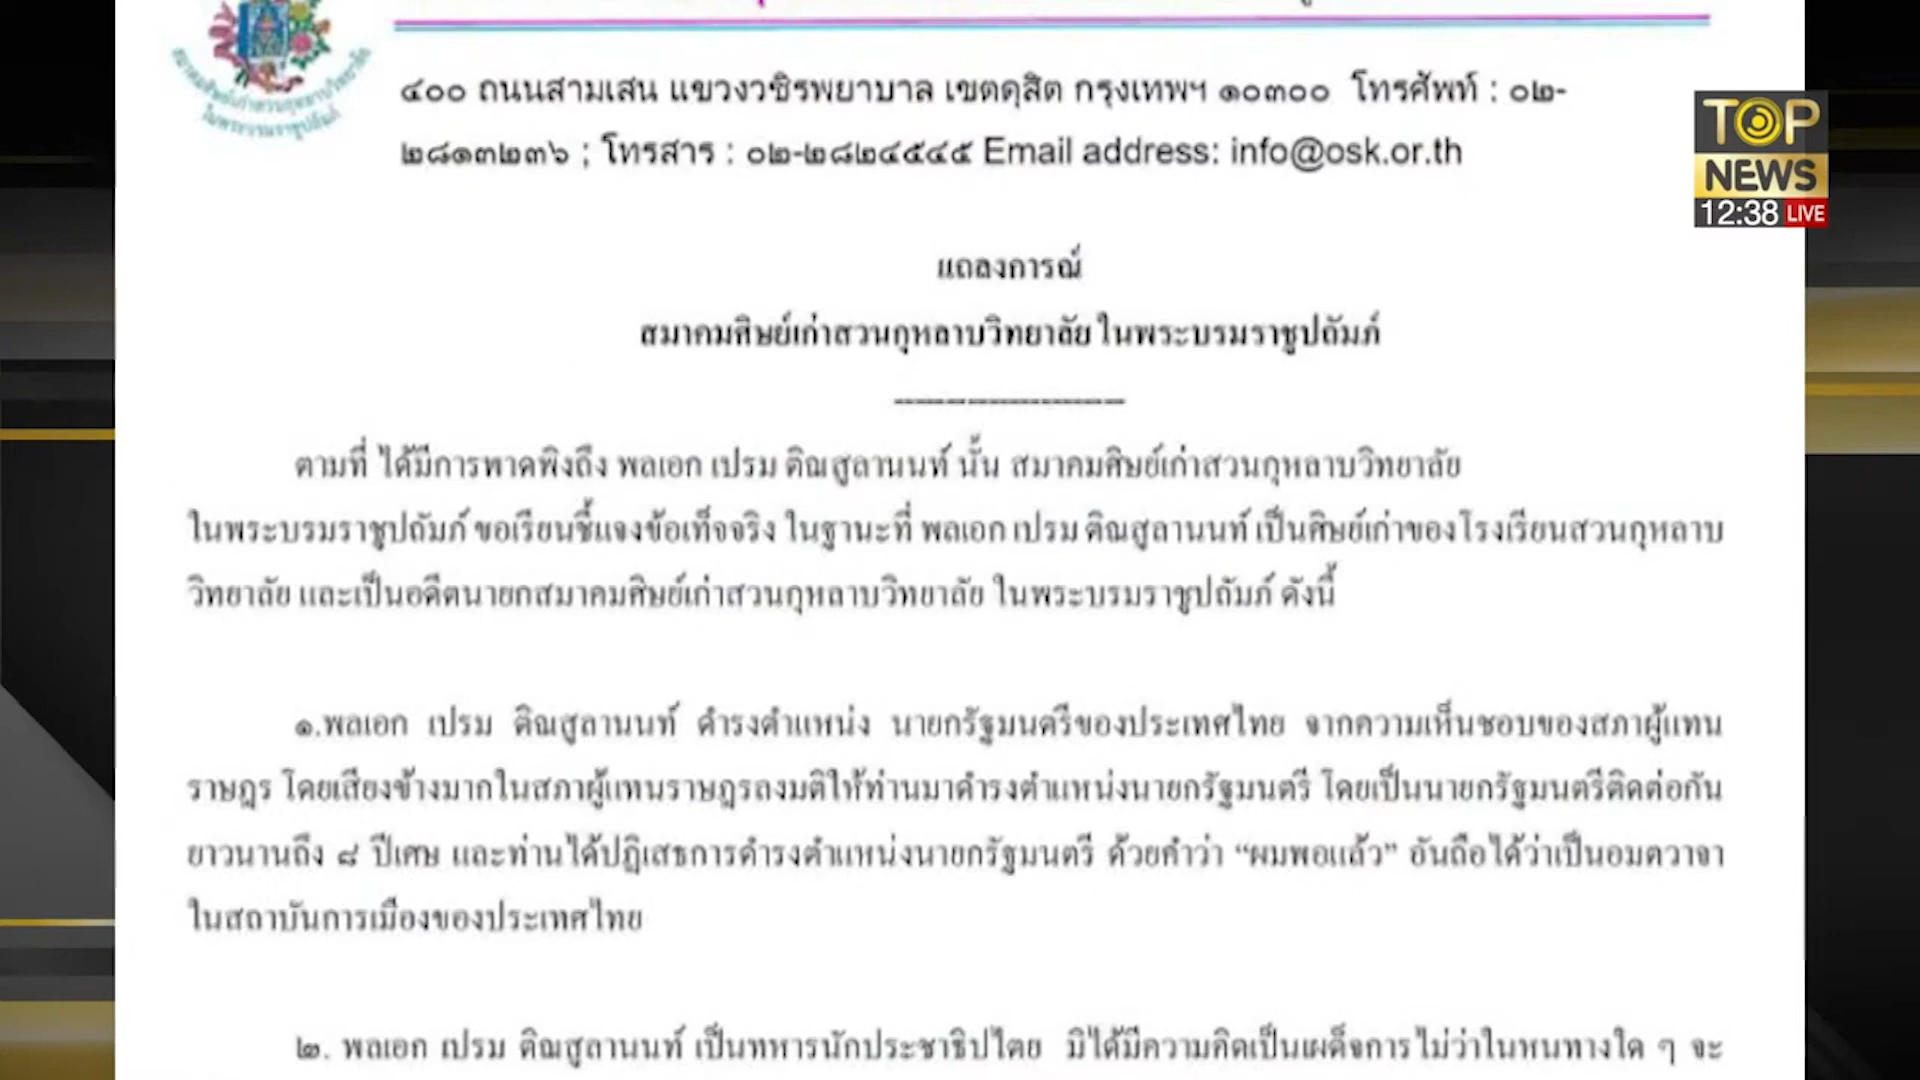 ๔๐๐ ถนนสามเสน แขวงวชิรพยาบาล เขตดุสิต กรุงเทพฯ ๑๐๓๐๐ โทรศัพท์ : ๐๒-
๒๘๑๓๒๓๖ ; โทรสาร : ๐๒-๒๘๒๔๕๔๕ Email address: info@osk.or.th
TOP
NEWS
12:38 LIVE
แถลงการณ์
สมาคมศิษย์เก่าสวนกุหลาบวิทยาลัย ในพระบรมราชูปถัมภ์
----------------------
ตามที่ ได้มีการพาดพิงถึง พลเอก เปรม ติณสูลานนท์ นั้น สมาคมศิษย์เก่าสวนกุหลาบวิทยาลัย
ในพระบรมราชูปถัมภ์ ขอเรียนชี้แจงข้อเท็จจริง ในฐานะที่ พลเอก เปรม ติณสูลานนท์ เป็นศิษย์เก่าของโรงเรียนสวนกุหลาบ
วิทยาลัย และเป็นอดีตนายกสมาคมศิษย์เก่าสวนกุหลาบวิทยาลัย ในพระบรมราชูปถัมภ์ ดังนี้
๑.พลเอก เปรม ติณสูลานนท์ ดำรงตำแหน่ง นายกรัฐมนตรีของประเทศไทย จากความเห็นชอบของสภาผู้แทน
ราษฎร โดยเสียงข้างมากในสภาผู้แทนราษฎรลงมติให้ท่านมาดำรงตำแหน่งนายกรัฐมนตรี โดยเป็นนายกรัฐมนตรีติดต่อกัน
ยาวนานถึง ๘ ปีเศษ และท่านได้ปฏิเสธการดำรงตำแหน่งนายกรัฐมนตรี ด้วยคำว่า “ผมพอแล้ว” อันถือได้ว่าเป็นอมตวาจา
ในสถาบันการเมืองของประเทศไทย
๒. พลเอก เปรม ติณสูลานนท์ เป็นทหารนักประชาธิปไตย มิได้มีความคิดเป็นเผด็จการไม่ว่าในหนทางใด ๆ จะ